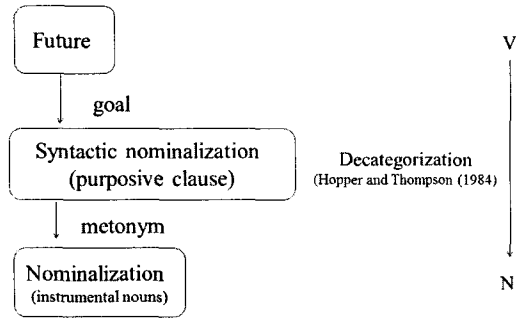 Future
V
goal
Syntactic nominalization
(purposive clause)
Decategorization
(Hopper and Thompson (1984)
metonym
Nominalization
(instrumental nouns)
N